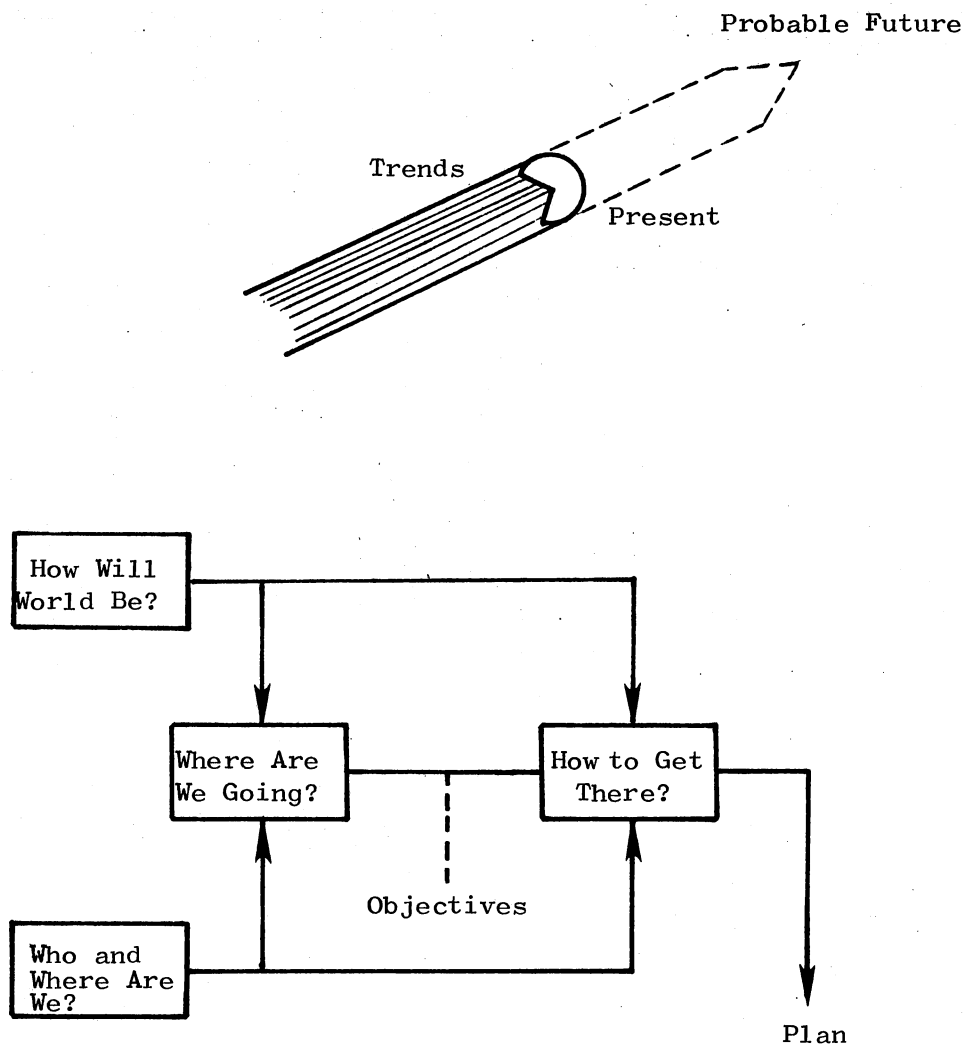 Probable Future
Trends
Present
How Will
World Be?
Where Are
We Going?
How to Get
There?
Objectives
Who and
Where Are
We?
Plan